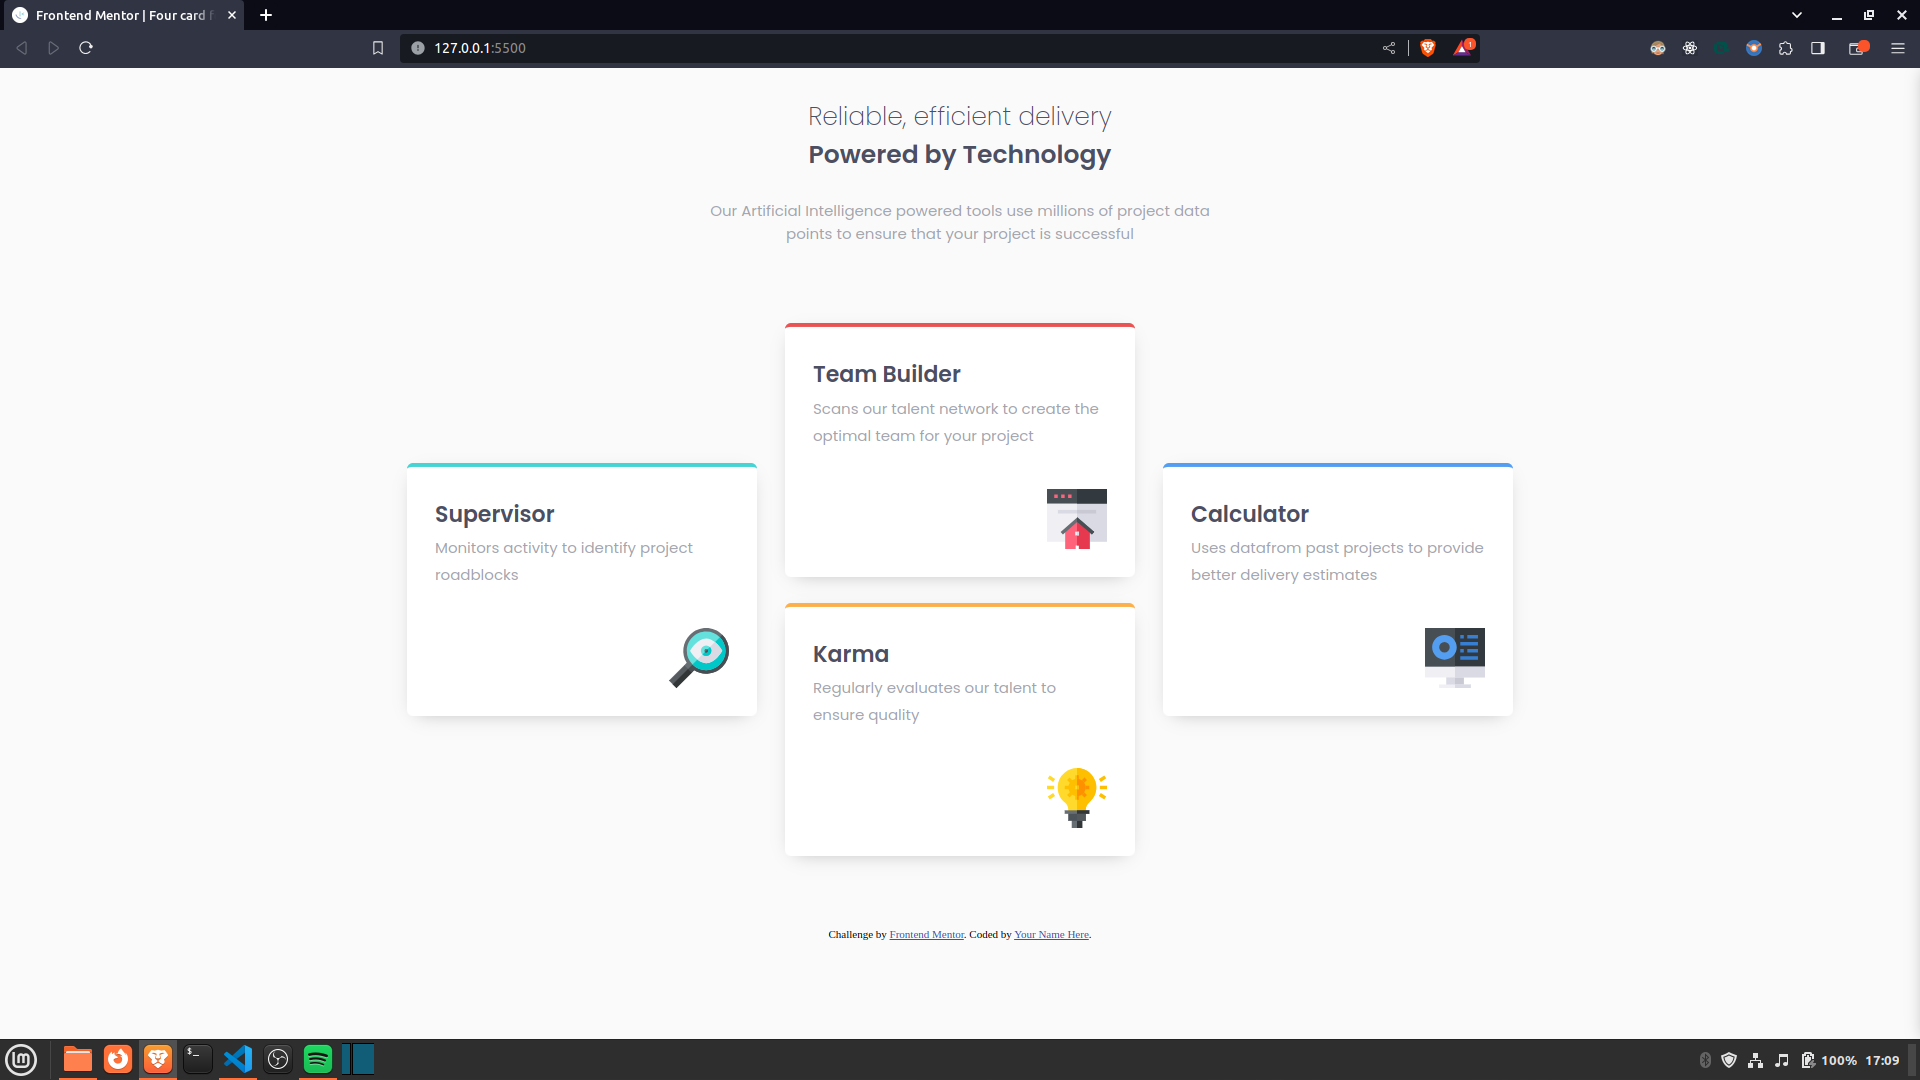 Frontend Mentor | Four card f
127.0.0.1:5500
1
Reliable, efficient delivery
Powered by Technology
Our Artificial Intelligence powered tools use millions of project data
points to ensure that your project is successful
Team Builder
Scans our talent network to create the
optimal team for your project
Supervisor
Monitors activity to identify project
roadblocks
Calculator
Uses datafrom past projects to provide
better delivery estimates
Karma
Regularly evaluates our talent to
ensure quality
Challenge by Frontend Mentor. Coded by Your Name Here.
$_
100% 17:09